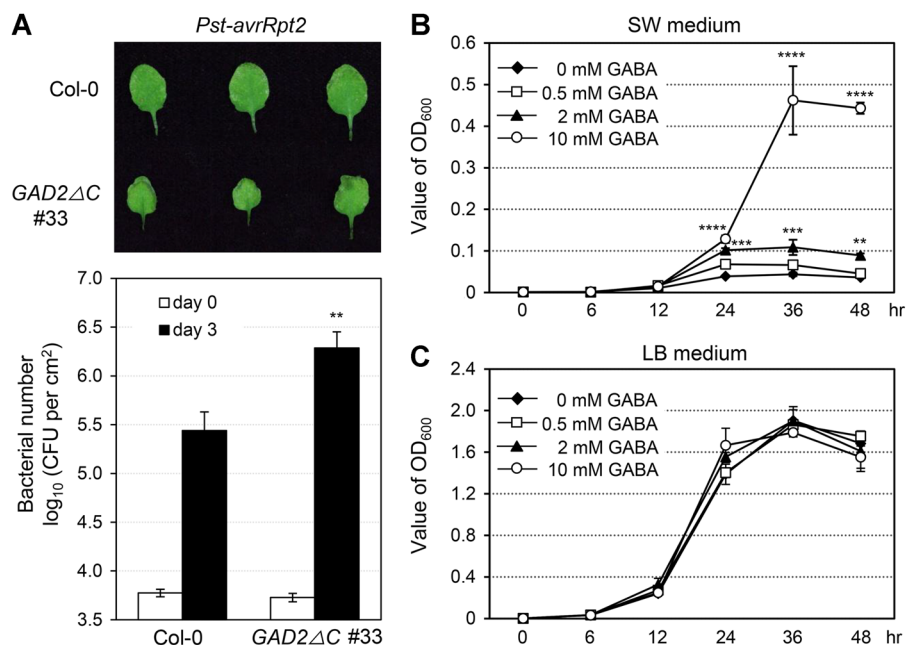 A
Pst-avrRpt2
Col-0
GAD2ΔC
#33
7.0
6.5
6.0
5.5
5.0
4.5
4.0
3.5
Bacterial number
log10 (CFU per cm2)
day 0
day 3
**
Col-0
GAD2ΔC #33
B
SW medium
0.6
0.5
0.4
0.3
0.2
0.1
0
Value of OD600
0 mM GABA
0.5 mM GABA
2 mM GABA
10 mM GABA
****
****
****
***
***
**
0 6 12 24 36 48 hr
C
LB medium
2.4
2.0
1.6
1.2
0.8
0.4
0
Value of OD600
0 mM GABA
0.5 mM GABA
2 mM GABA
10 mM GABA
0 6 12 24 36 48 hr